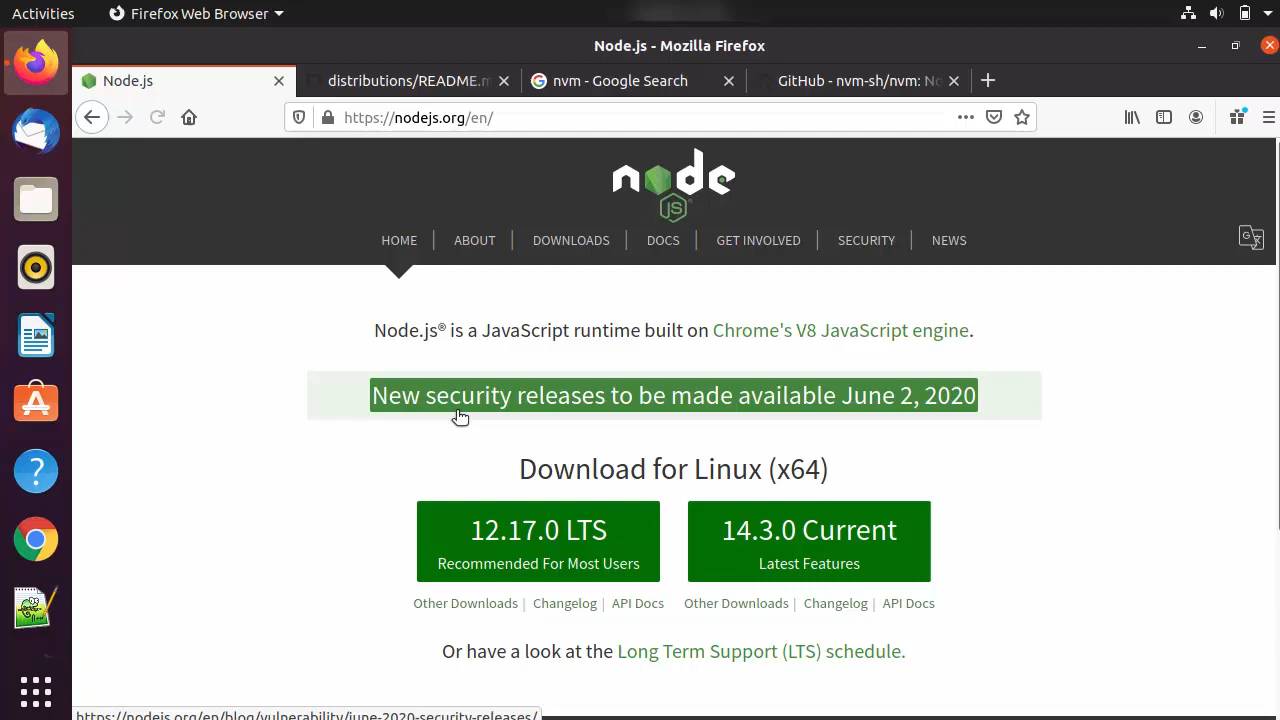 Activities
Firefox Web Browser
Node.js - Mozilla Firefox
Node.js
distributions/README.m
nvm - Google Search
GitHub - nvm-sh/nvm: No
https://nodejs.org/en/
node
JS
HOME
ABOUT
DOWNLOADS
DOCS
GET INVOLVED
SECURITY
NEWS
Node.js® is a JavaScript runtime built on Chrome's V8 JavaScript engine.
New security releases to be made available June 2, 2020
Download for Linux (x64)
12.17.0 LTS
Recommended For Most Users
14.3.0 Current
Latest Features
Other Downloads | Changelog | API Docs
Other Downloads | Changelog | API Docs
Or have a look at the Long Term Support (LTS) schedule.
https://nodejs.org/en/blog/vulnerability/june-2020-security-releases/